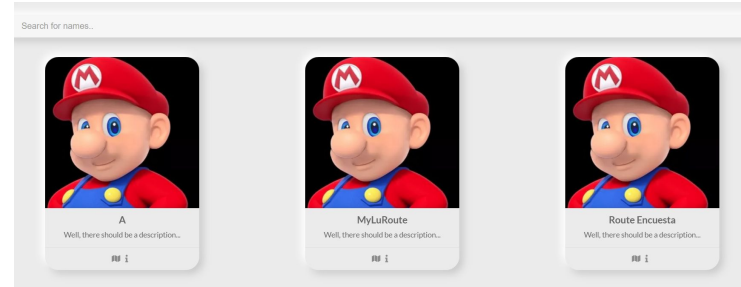 Search for names..
A
Well, there should be a description...
MyLuRoute
Well, there should be a description...
Route Encuesta
Well, there should be a description...